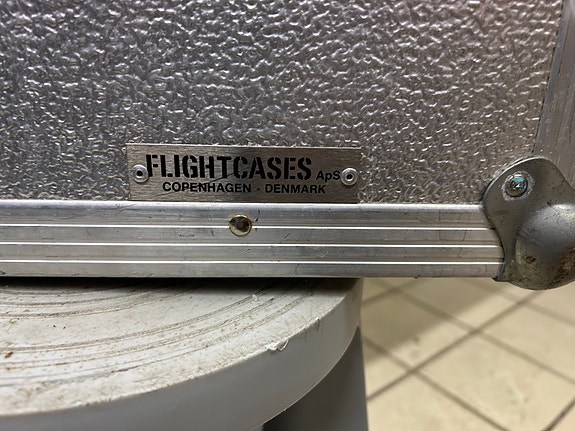 FLIGHTCASES ApS
COPENHAGEN - DENMARK